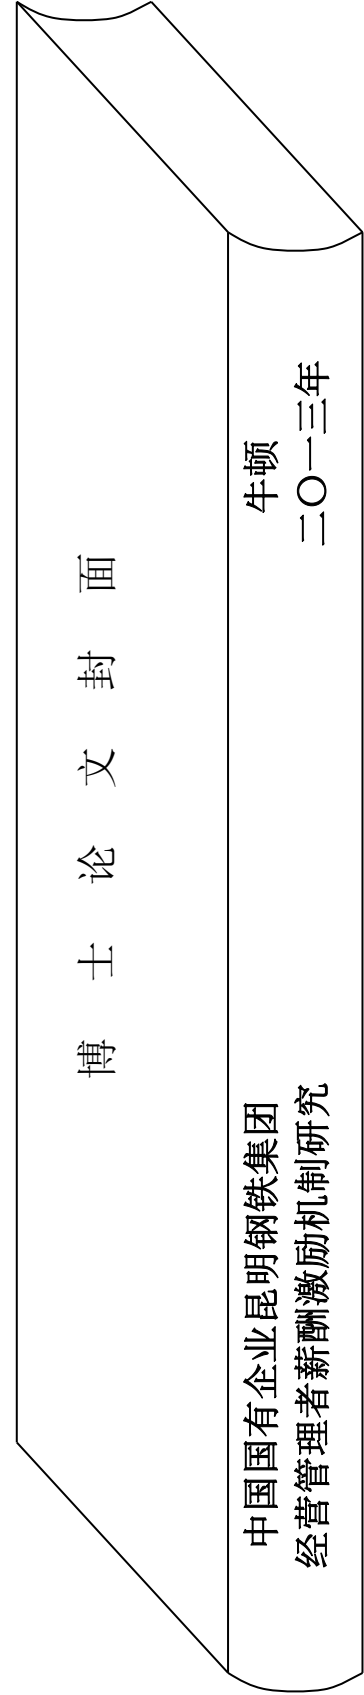 博士论文封面
中国国有企业昆明钢铁集团
经营管理者薪酬激励机制研究
牛顿
二〇一三年